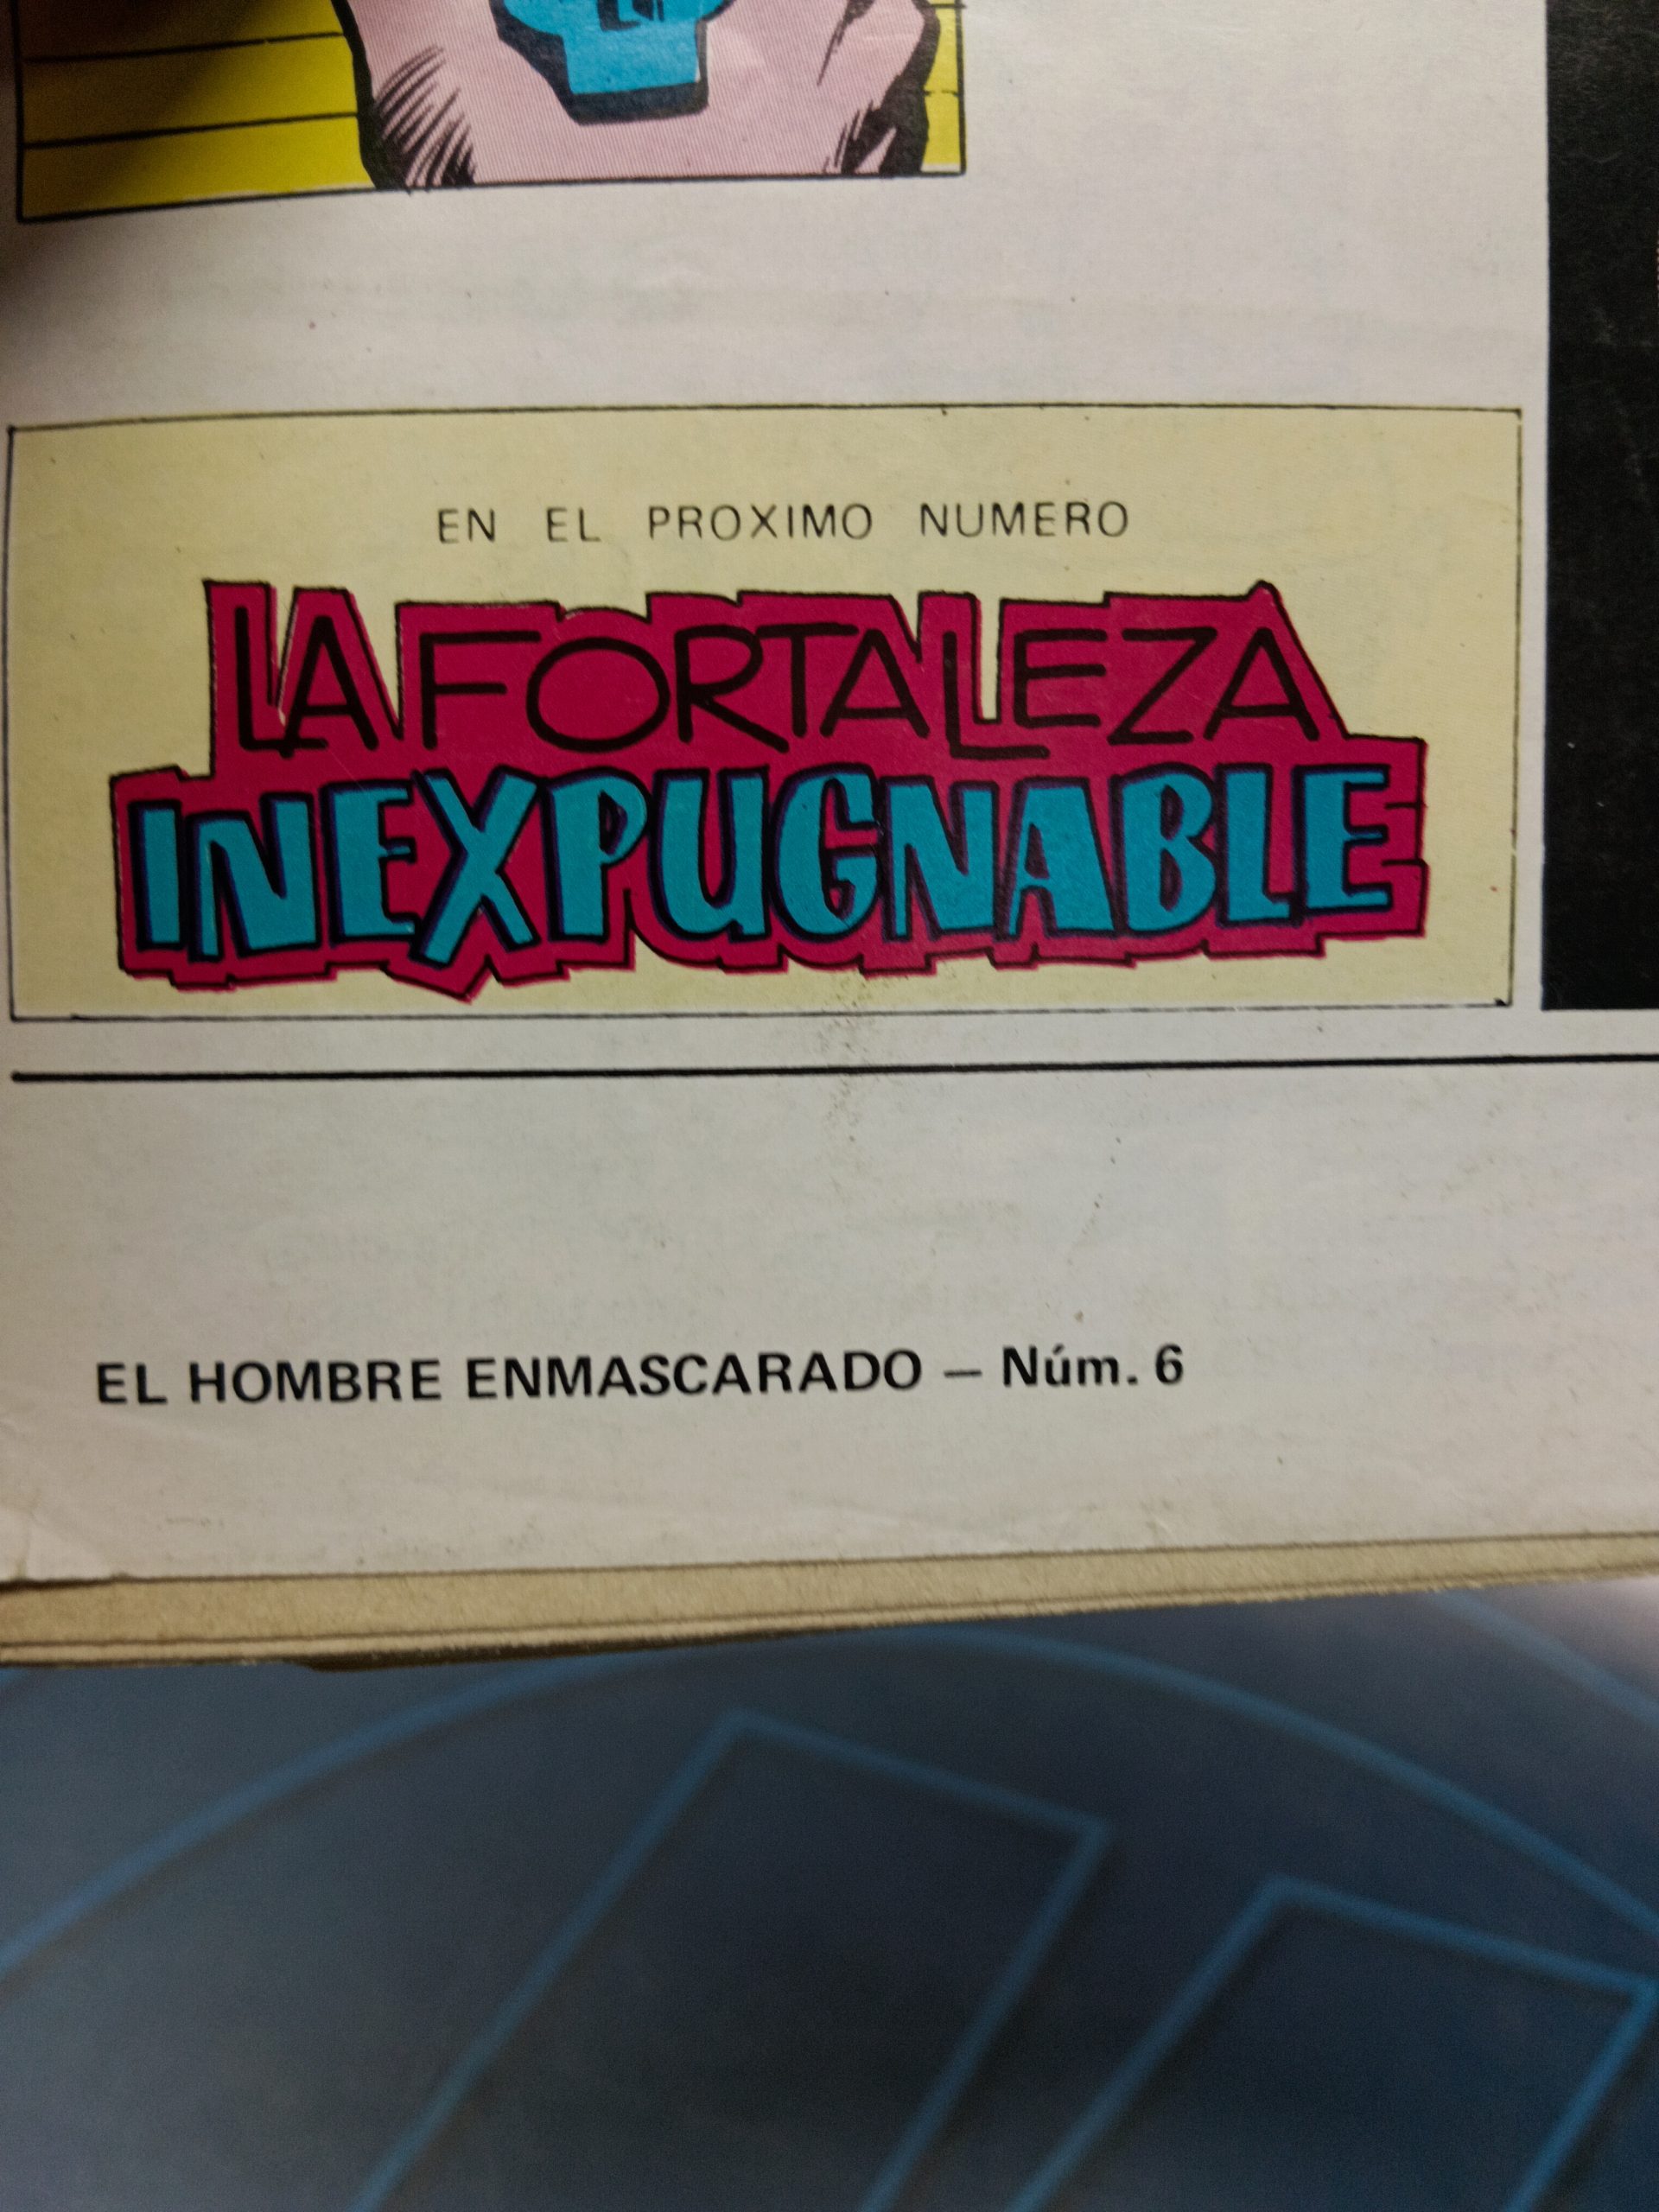 EN EL PROXIMO NUMERO
LA FORTALEZA
INEXPUGNABLE
EL HOMBRE ENMASCARADO — Núm. 6